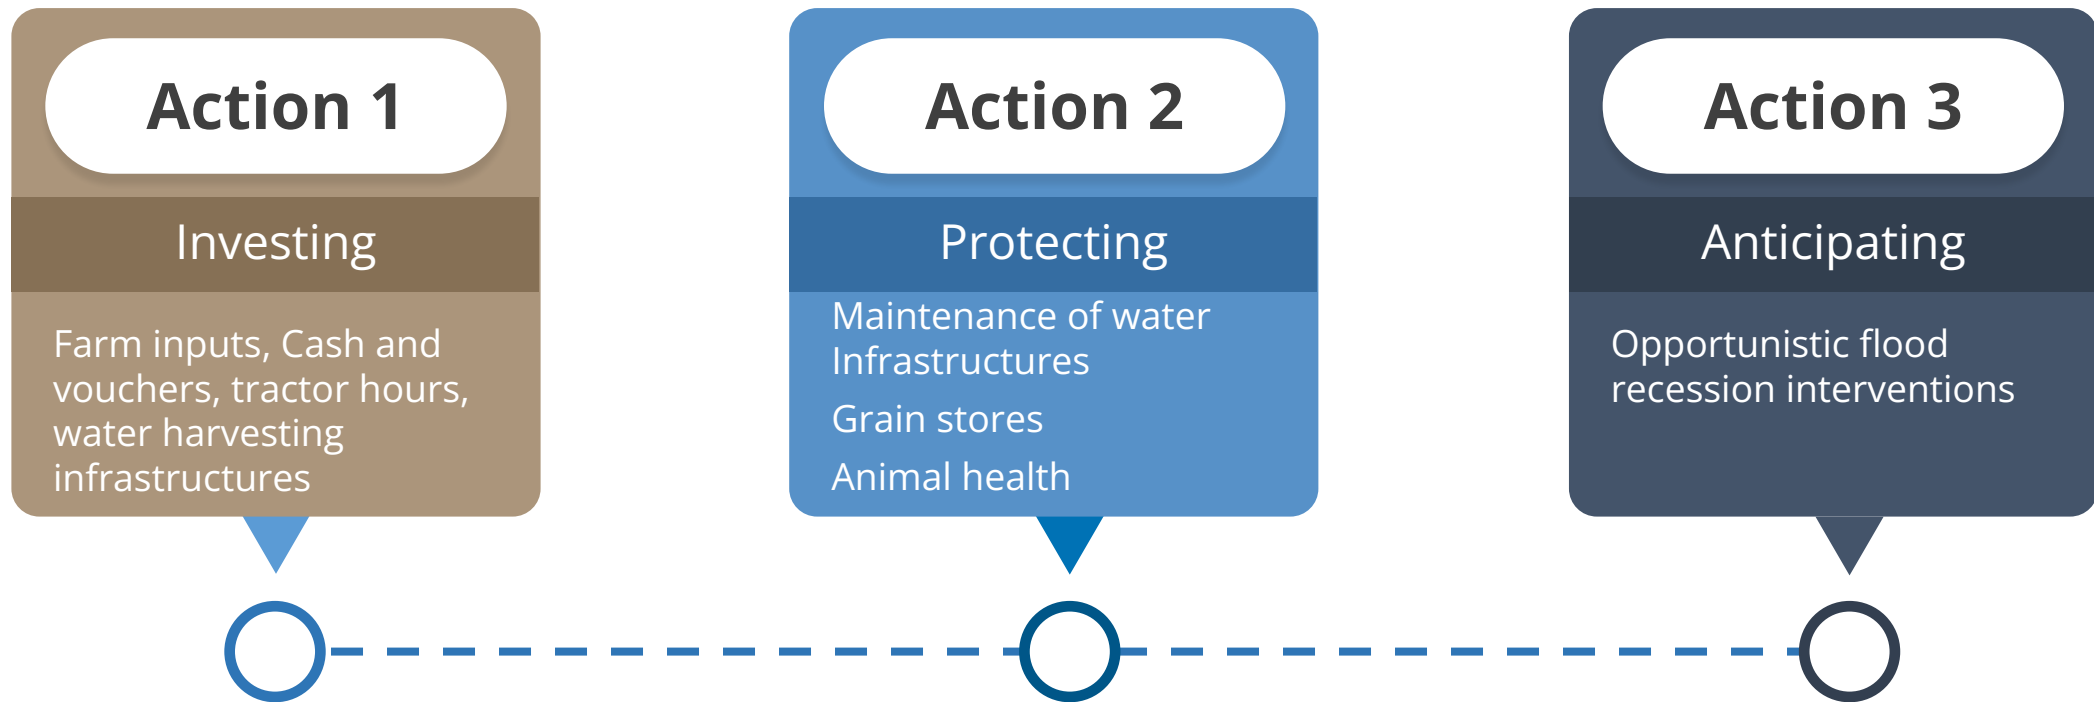 Action 1
Investing
Farm inputs, Cash and
vouchers, tractor hours,
water harvesting
infrastructures
Action 2
Protecting
Maintenance of water
Infrastructures
Grain stores
Animal health
Action 3
Anticipating
Opportunistic flood
recession interventions